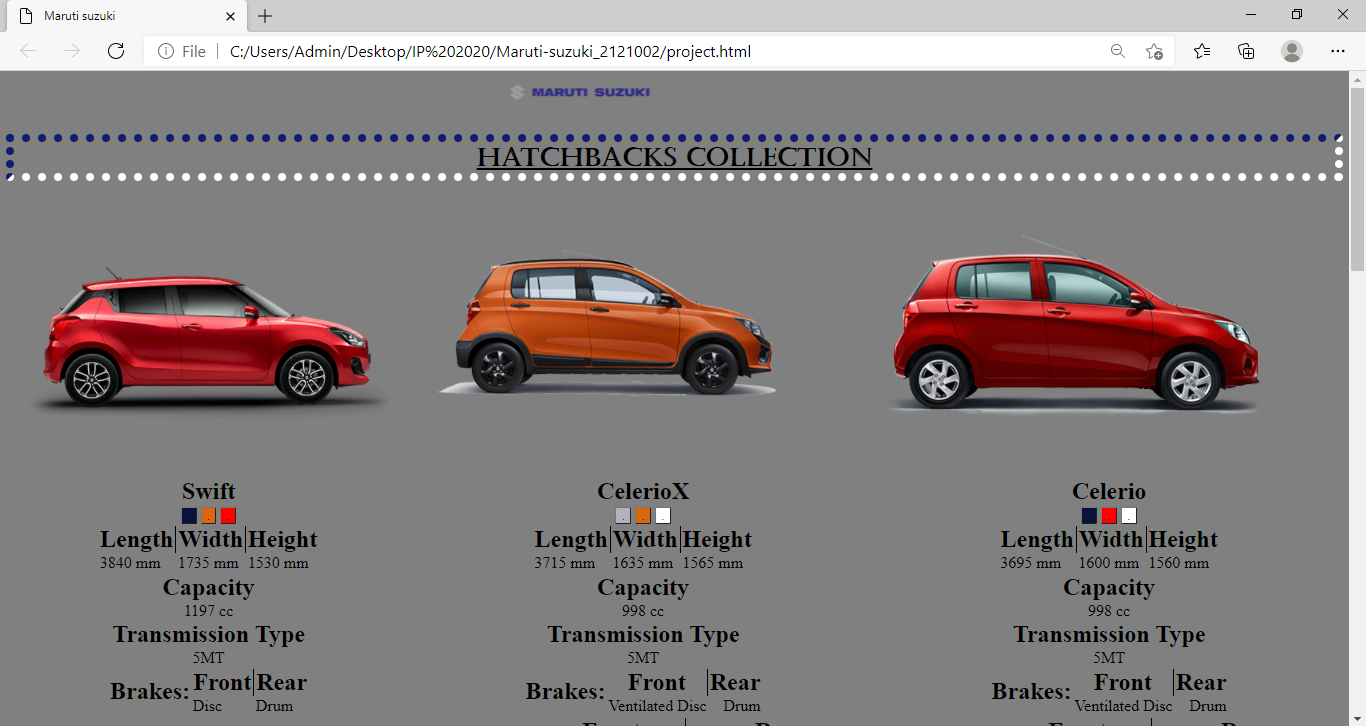 Maruti suzuki
File | C:/Users/Admin/Desktop/IP%202020/Maruti-suzuki_2121002/project.html
MARUTI SUZUKI
HATCHBACKS COLLECTION
Swift
Length|Width|Height
3840 mm 1735 mm 1530 mm
Capacity
1197 cc
Transmission Type
5MT
Brakes: Front|Rear
Disc Drum
CelerioX
Length|Width|Height
3715 mm 1635 mm 1565 mm
Capacity
998 cc
Transmission Type
5MT
Brakes: Front |Rear
Ventilated Disc Drum
Celerio
Length|Width|Height
3695 mm 1600 mm 1560 mm
Capacity
998 cc
Transmission Type
5MT
Brakes: Front |Rear
Ventilated Disc Drum